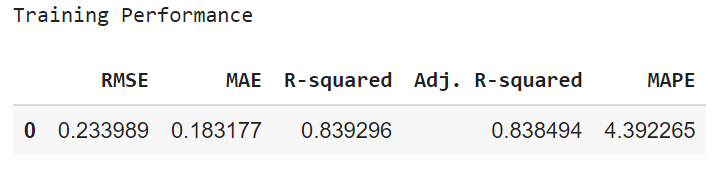 Training Performance
RMSE MAE R-squared Adj. R-squared MAPE
0 0.233989 0.183177 0.839296 0.838494 4.392265